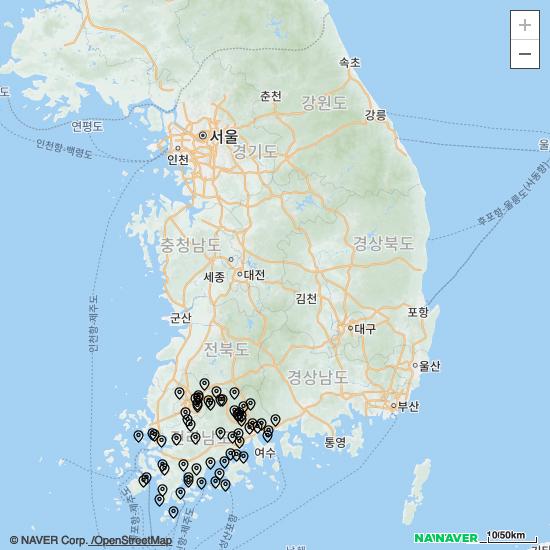 +
−
속초
춘천
강원도
강릉
도
연평도
서울
인천
경기도
울
인천항-백령도
후포항-울릉도(사동항)
충청남도
경상북도
세종
대전
김천
인천항-제주도
군산
포항
대구
전북도
울산
경상남도
부산
통영
여수
© NAVER Corp. /OpenStreetMap
NAVER
10/50km